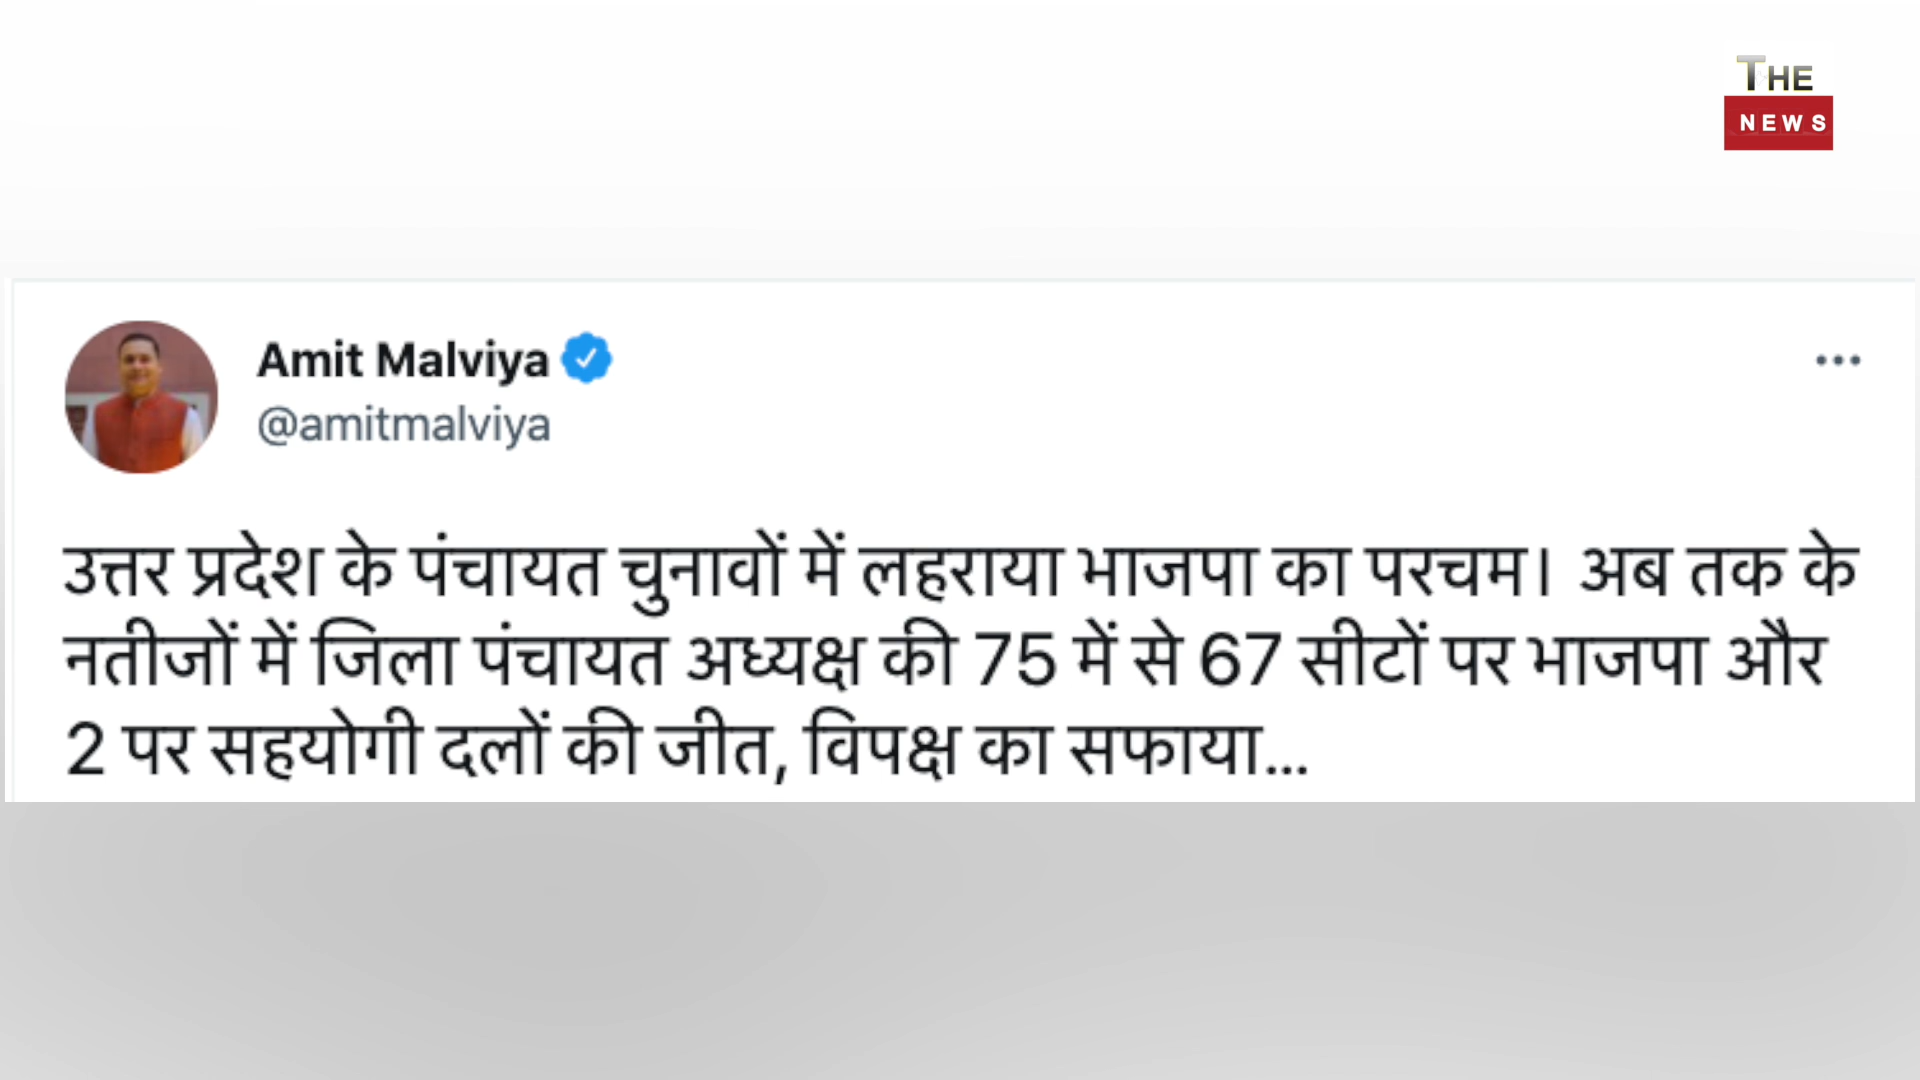 THE
NEWS
Amit Malviya
@amitmalviya
उत्तर प्रदेश के पंचायत चुनावों में लहराया भाजपा का परचम। अब तक के
नतीजों में जिला पंचायत अध्यक्ष की 75 में से 67 सीटों पर भाजपा और
2 पर सहयोगी दलों की जीत, विपक्ष का सफाया...